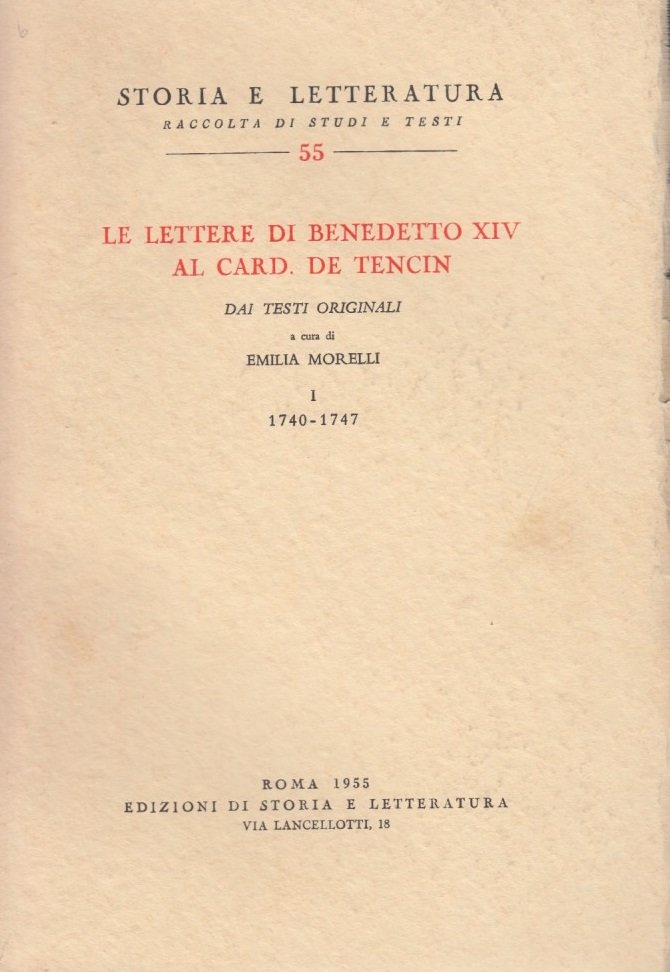 STORIA E LETTERATURA
RACCOLTA DI STUDI E TESTI
55
LE LETTERE DI BENEDETTO XIV
AL CARD. DE TENCIN
DAI TESTI ORIGINALI
a cura di
EMILIA MORELLI
I
1740-1747
ROMA 1955
EDIZIONI DI STORIA E LETTERATURA
VIA LANCELLOTTI, 18